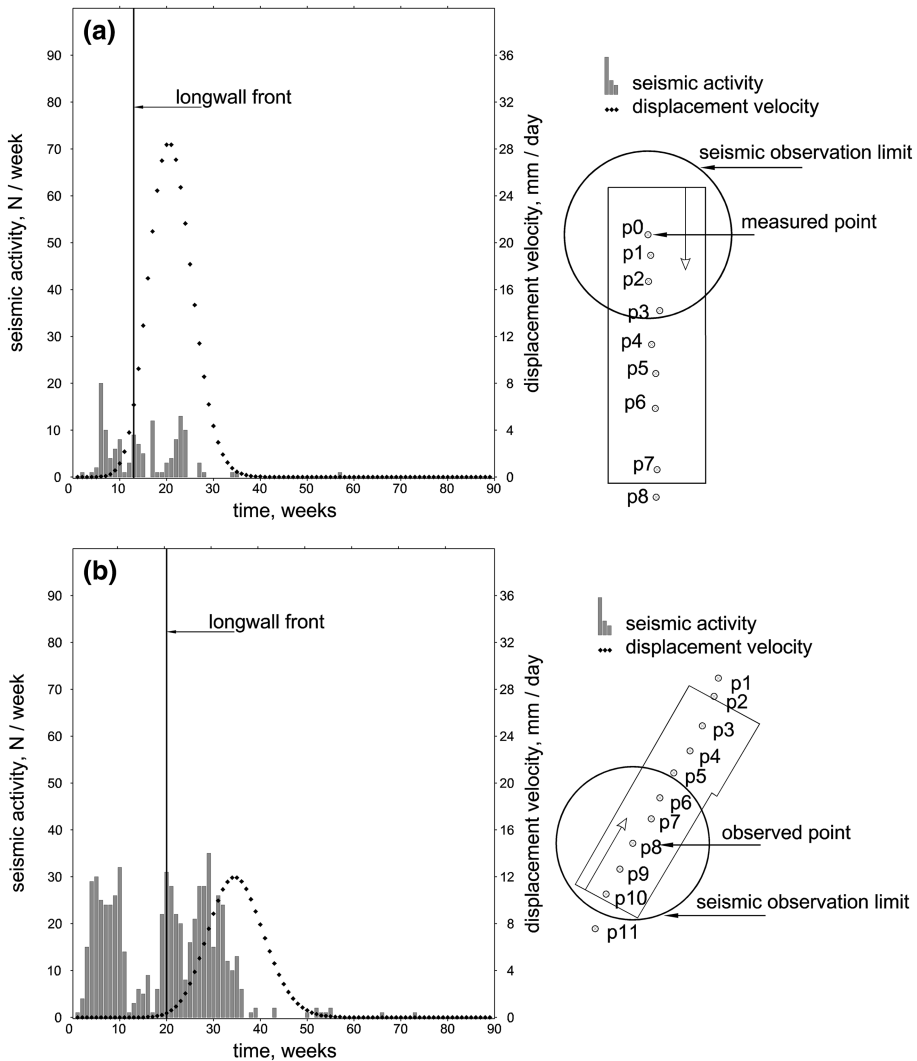 (a)
longwall front
seismic activity, N / week
90
80
70
60
50
40
30
20
10
0
36
32
28
24
20
16
12
8
4
0
displacement velocity, mm / day
0 10 20 30 40 50 60 70 80 90
time, weeks
seismic activity
displacement velocity
seismic observation limit
measured point
p0
p1
p2
p3
p4
p5
p6
p7
p8
(b)
longwall front
seismic activity, N / week
90
80
70
60
50
40
30
20
10
0
36
32
28
24
20
16
12
8
4
0
displacement velocity, mm / day
0 10 20 30 40 50 60 70 80 90
time, weeks
seismic activity
displacement velocity
p1
p2
p3
p4
p5
p6
p7
observed point
p8
p9
p10
seismic observation limit
p11